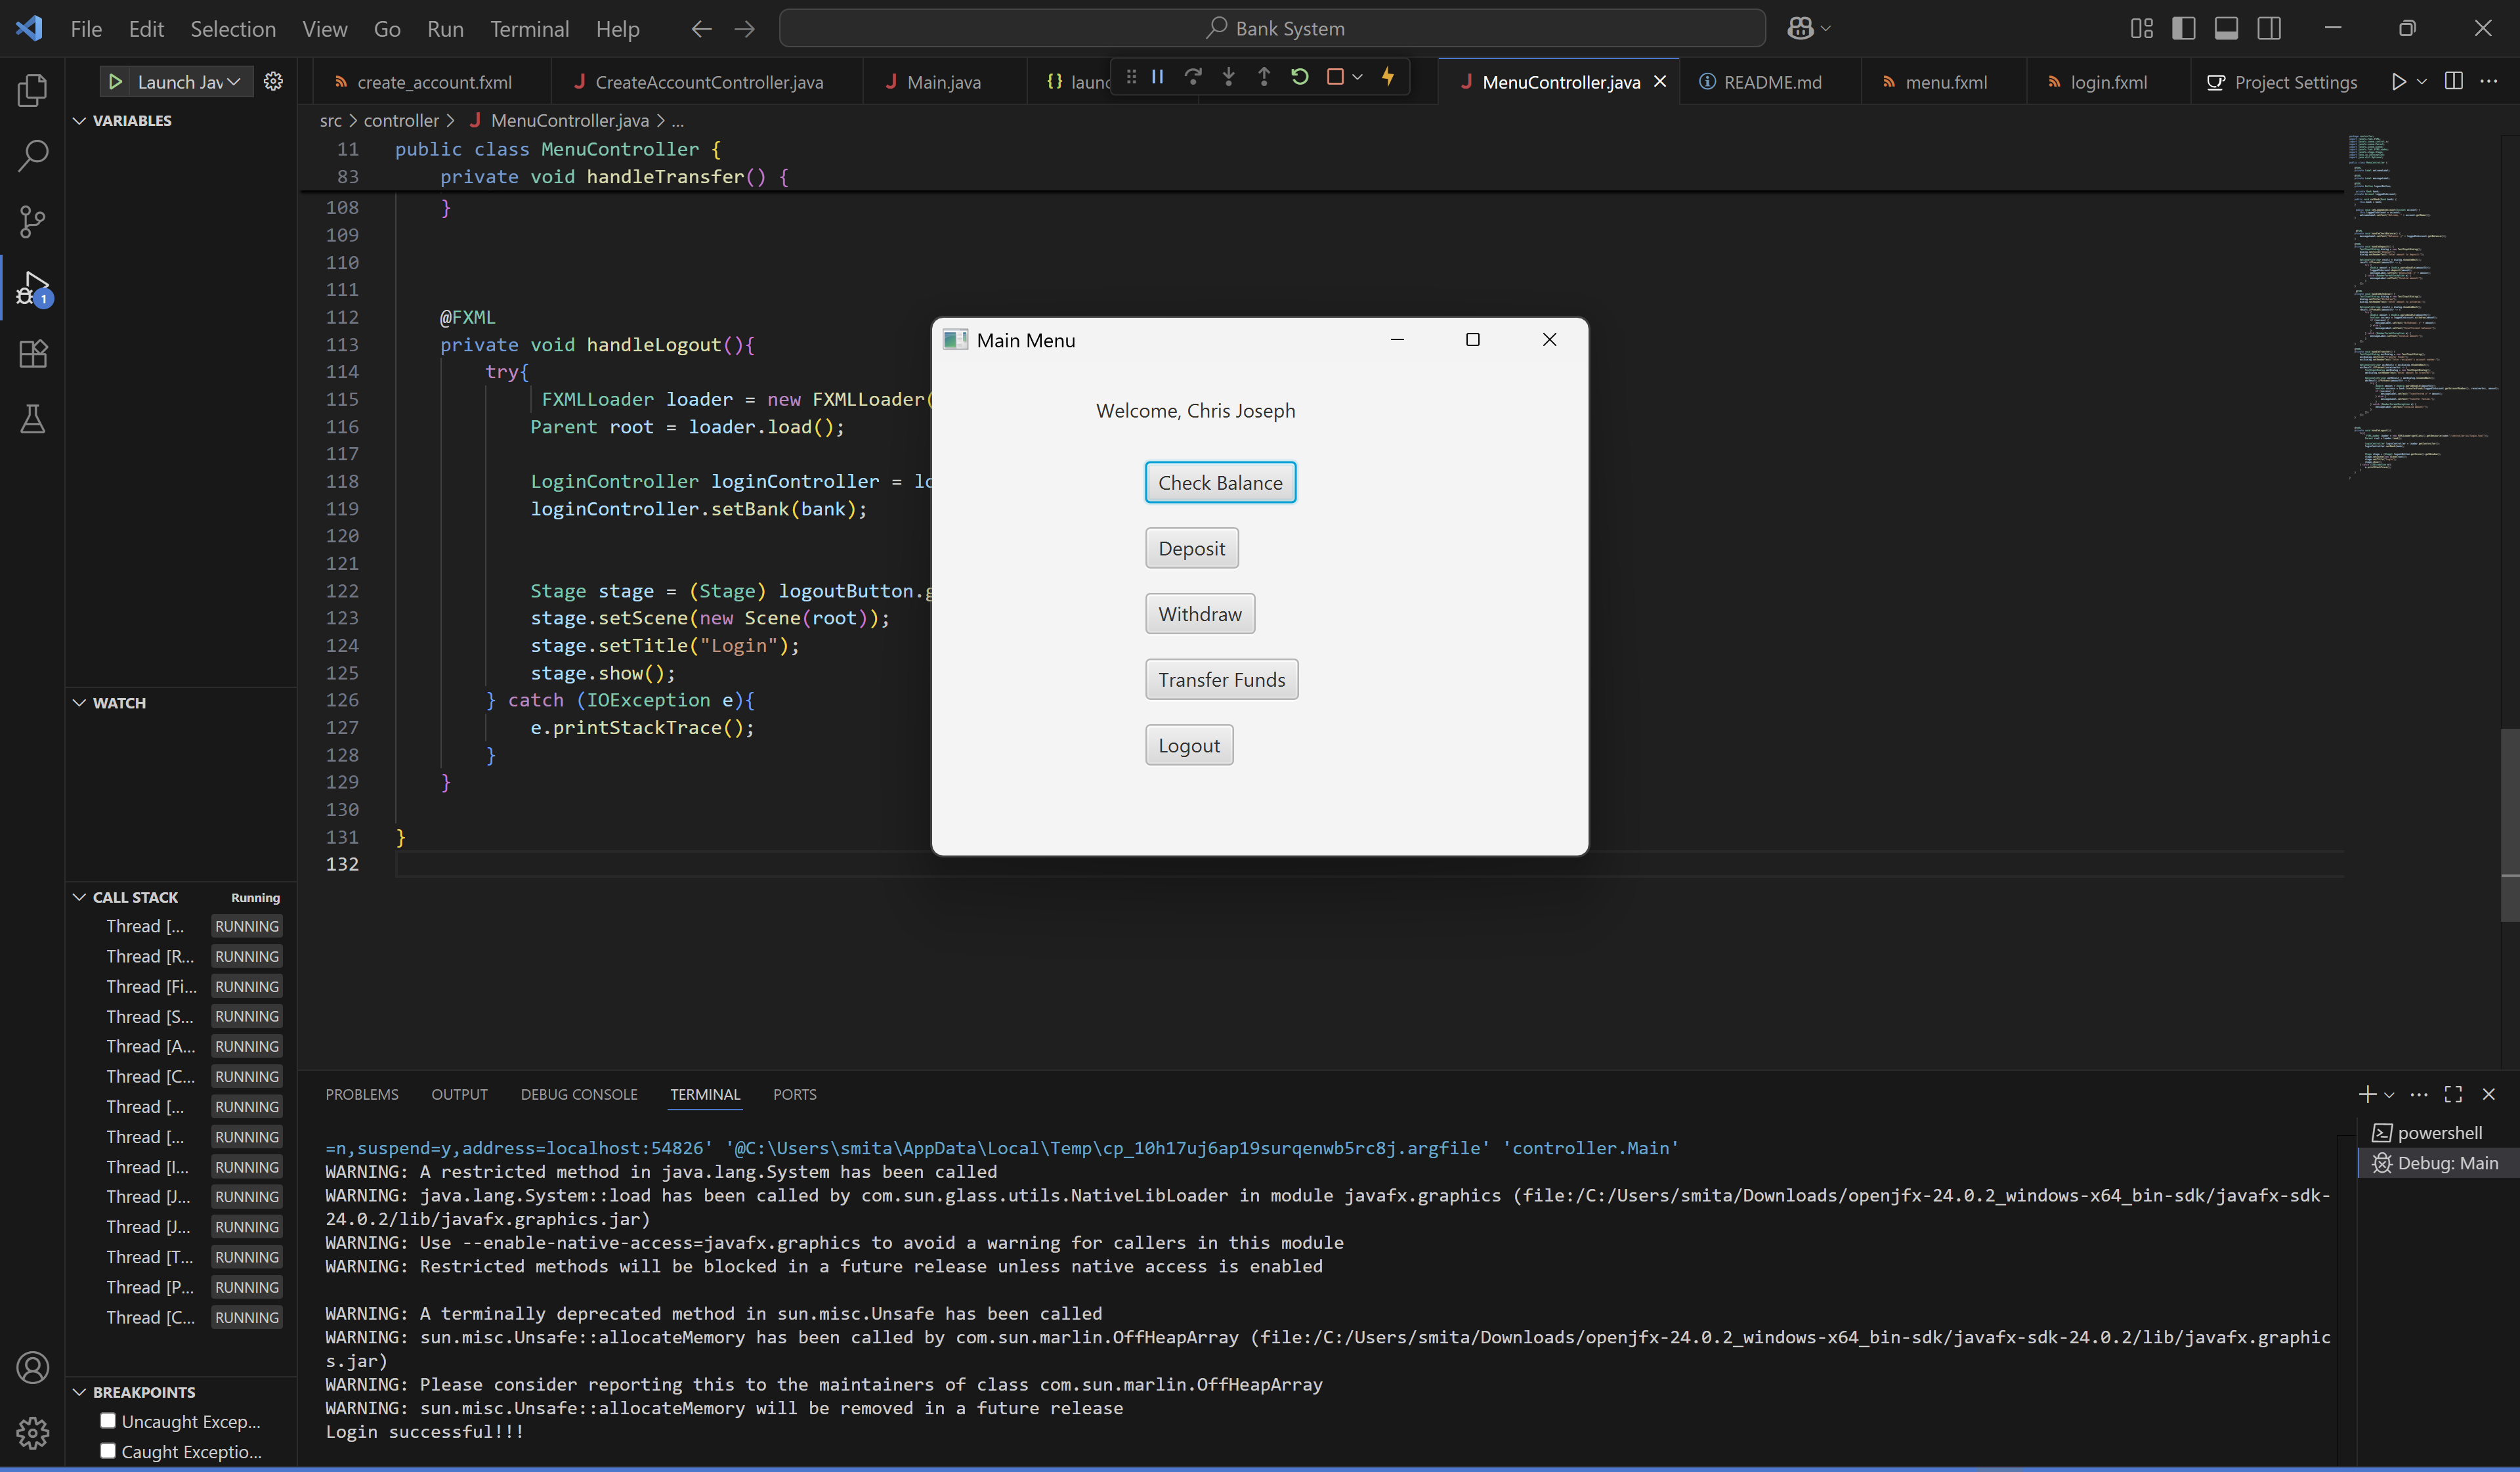 File Edit Selection View Go Run Terminal Help
Bank System
Launch Jav
create_account.fxml
CreateAccountController.java
Main.java
{} laun
MenuController.java
README.md
menu.fxml
login.fxml
Project Settings
VARIABLES
src > controller > MenuController.java > ...
11 public class MenuController {
83 private void handleTransfer() {
108 }
109
110
111
112 @FXML
113 private void handleLogout(){
114 try{
115 FXMLLoader loader = new FXMLLoader(
116 Parent root = loader.load();
117
118 LoginController loginController = lo
119 loginController.setBank(bank);
120
121
122 Stage stage = (Stage) logoutButton.g
123 stage.setScene(new Scene(root));
124 stage.setTitle("Login");
125 stage.show();
126 } catch (IOException e){
127 e.printStackTrace();
128 }
129 }
130
131 }
132
Main Menu
Welcome, Chris Joseph
Check Balance
Deposit
Withdraw
Transfer Funds
Logout
1
WATCH
CALL STACK Running
Thread [... RUNNING
Thread [R... RUNNING
Thread [Fi... RUNNING
Thread [S... RUNNING
Thread [A... RUNNING
Thread [C... RUNNING
Thread [... RUNNING
Thread [... RUNNING
Thread [I... RUNNING
Thread [J... RUNNING
Thread [J... RUNNING
Thread [T... RUNNING
Thread [P... RUNNING
Thread [C... RUNNING
BREAKPOINTS
Uncaught Excep...
Caught Exceptio...
PROBLEMS OUTPUT DEBUG CONSOLE TERMINAL PORTS
=n,suspend=y,address=localhost:54826' '@C:\Users\smita\AppData\Local\Temp\cp_10h17uj6ap19surqenwb5rc8j.argfile' 'controller.Main'
WARNING: A restricted method in java.lang.System has been called
WARNING: java.lang.System::load has been called by com.sun.glass.utils.NativeLibLoader in module javafx.graphics (file:/C:/Users/smita/Downloads/openjfx-24.0.2_windows-x64_bin-sdk/javafx-sdk-
24.0.2/lib/javafx.graphics.jar)
WARNING: Use --enable-native-access=javafx.graphics to avoid a warning for callers in this module
WARNING: Restricted methods will be blocked in a future release unless native access is enabled
WARNING: A terminally deprecated method in sun.misc.Unsafe has been called
WARNING: sun.misc.Unsafe::allocateMemory has been called by com.sun.marlin.OffHeapArray (file:/C:/Users/smita/Downloads/openjfx-24.0.2_windows-x64_bin-sdk/javafx-sdk-24.0.2/lib/javafx.graphic
s.jar)
WARNING: Please consider reporting this to the maintainers of class com.sun.marlin.OffHeapArray
WARNING: sun.misc.Unsafe::allocateMemory will be removed in a future release
Login successful!!!
powershell
Debug: Main